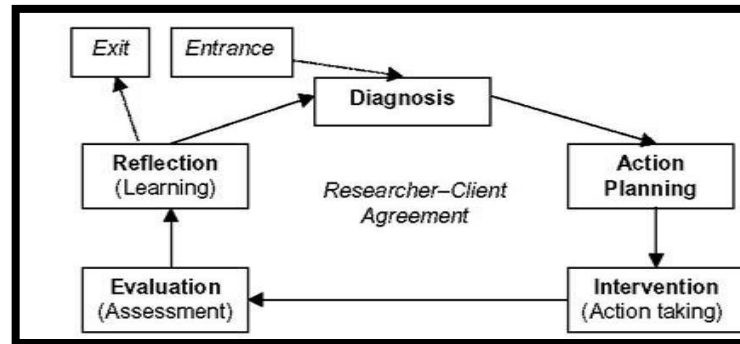 Exit
Entrance
Diagnosis
Reflection
(Learning)
Action
Planning
Researcher–Client
Agreement
Evaluation
(Assessment)
Intervention
(Action taking)